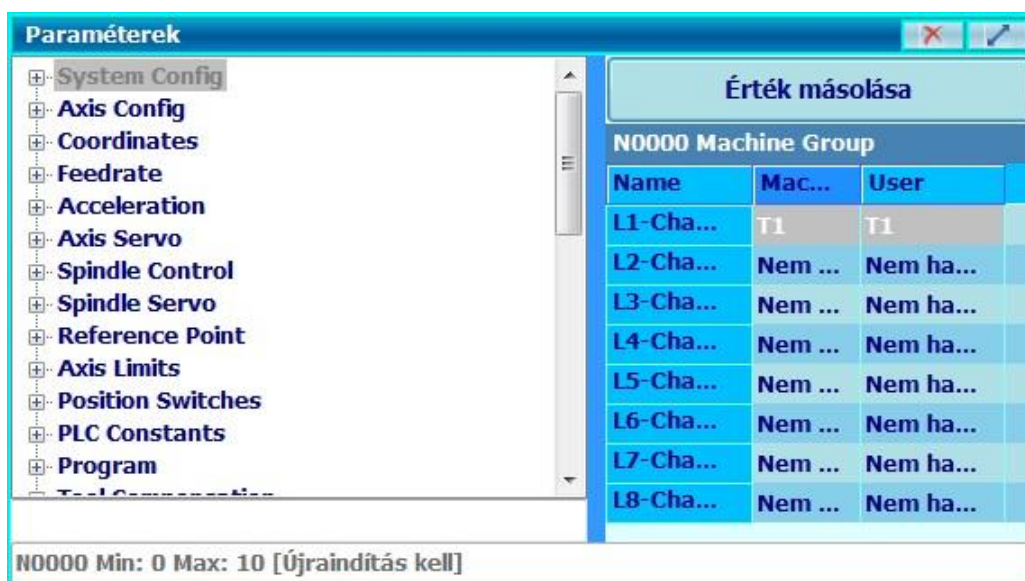 Paraméterek
System Config
Axis Config
Coordinates
Feedrate
Acceleration
Axis Servo
Spindle Control
Spindle Servo
Reference Point
Axis Limits
Position Switches
PLC Constants
Program
Tool Compensation
Érték másolása
N0000 Machine Group
Name Mac... User
L1-Cha... T1 T1
L2-Cha... Nem ... Nem ha...
L3-Cha... Nem ... Nem ha...
L4-Cha... Nem ... Nem ha...
L5-Cha... Nem ... Nem ha...
L6-Cha... Nem ... Nem ha...
L7-Cha... Nem ... Nem ha...
L8-Cha... Nem ... Nem ha...
N0000 Min: 0 Max: 10 [Újraindítás kell]